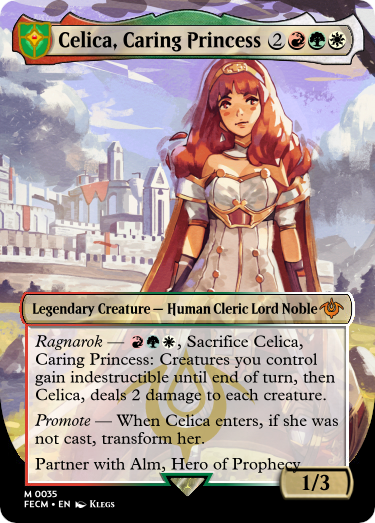 Celica, Caring Princess 2
Legendary Creature — Human Cleric Lord Noble
Ragnarok — , Sacrifice Celica,
Caring Princess: Creatures you control
gain indestructible until end of turn, then
Celica, deals 2 damage to each creature.
Promote — When Celica enters, if she was
not cast, transform her.
Partner with Alm, Hero of Prophecy
1/3
M 0035
FECM • EN Klegs